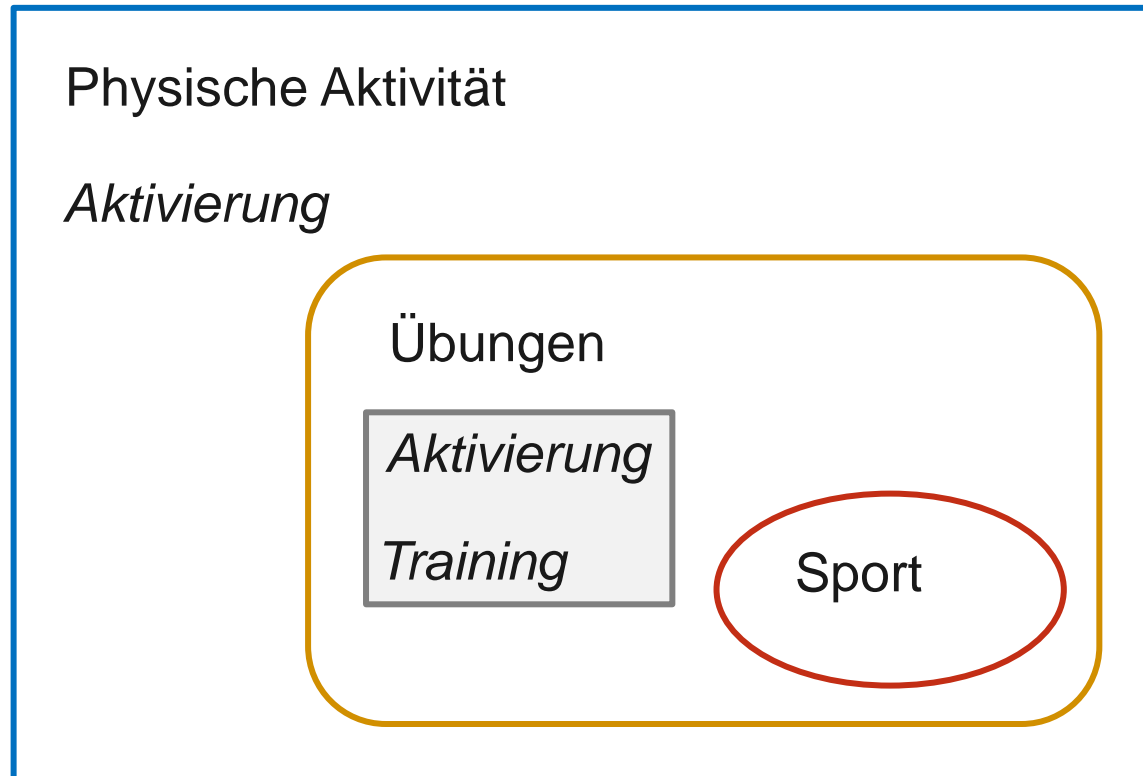 Physische Aktivität
Aktivierung
Übungen
Aktivierung
Training
Sport